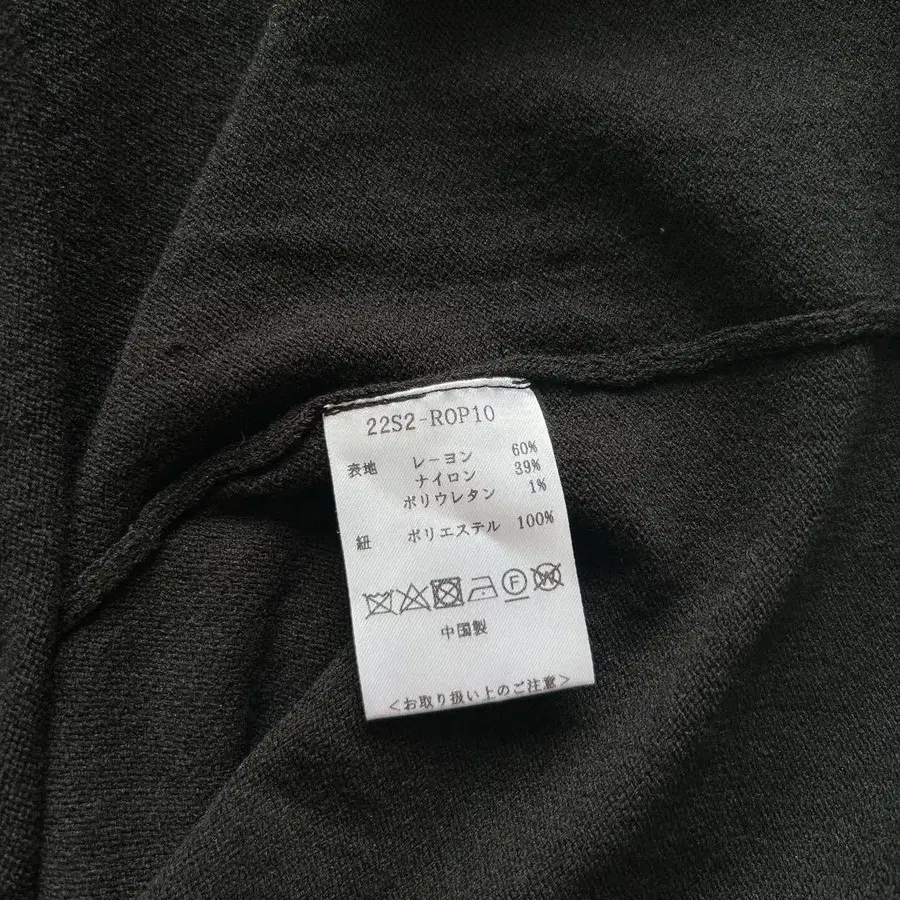 22S2-ROP10
表地 レーヨン 60%
ナイロン 39%
ポリウレタン 1%
紐 ポリエステル 100%
F W
中国製
<お取り扱い上のご注意>